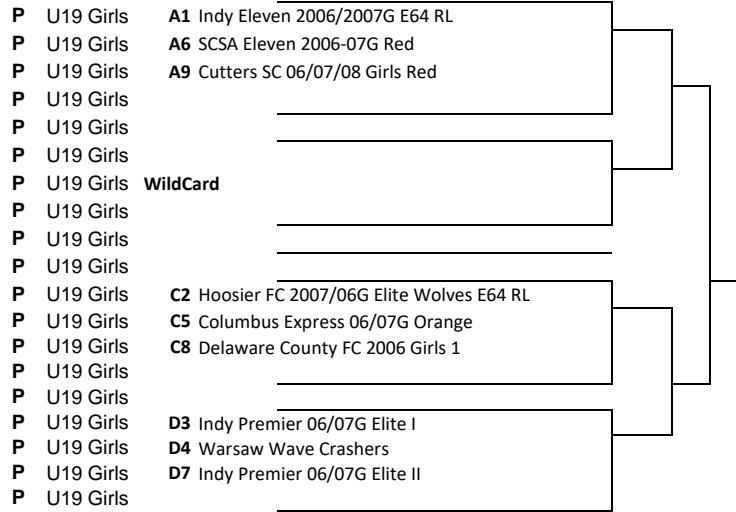 P U19 Girls A1 Indy Eleven 2006/2007G E64 RL
P U19 Girls A6 SCSA Eleven 2006-07G Red
P U19 Girls A9 Cutters SC 06/07/08 Girls Red
P U19 Girls
P U19 Girls
P U19 Girls
P U19 Girls WildCard
P U19 Girls
P U19 Girls
P U19 Girls
P U19 Girls C2 Hoosier FC 2007/06G Elite Wolves E64 RL
P U19 Girls C5 Columbus Express 06/07G Orange
P U19 Girls C8 Delaware County FC 2006 Girls 1
P U19 Girls
P U19 Girls
P U19 Girls D3 Indy Premier 06/07G Elite I
P U19 Girls D4 Warsaw Wave Crashers
P U19 Girls D7 Indy Premier 06/07G Elite II
P U19 Girls